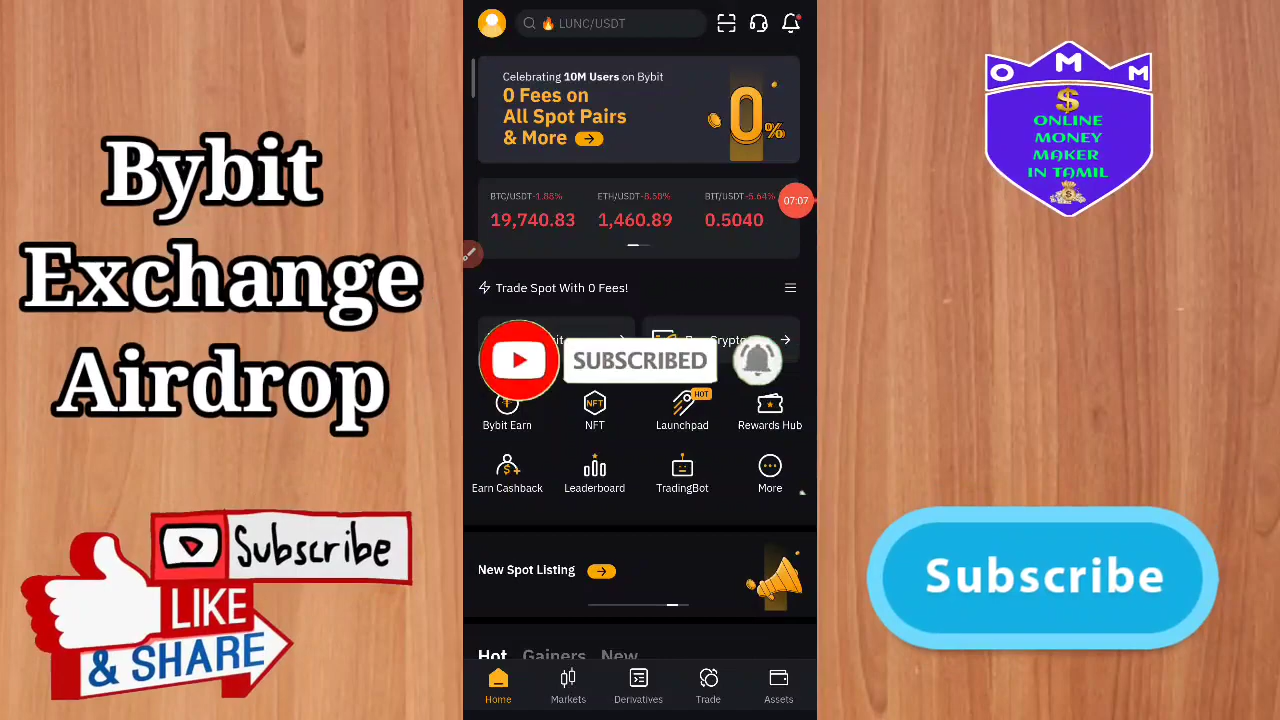 Bybit
Exchange
Airdrop
Subscribe
LIKE
& SHARE
LUNC/USDT
Celebrating 10M Users on Bybit
0 Fees on
All Spot Pairs
& More
0%
BTC/USDT-1.88%
ETH/USDT-8.58%
BIT/USDT-5.64%
19,740.83
1,460.89
0.5040
07:07
Trade Spot With 0 Fees!
SUBSCRIBED
NFT
HOT
Bybit Earn
NFT
Launchpad
Rewards Hub
Earn Cashback
Leaderboard
TradingBot
More
New Spot Listing
Hot Gainers New
Home
Markets
Derivatives
Trade
Assets
O M M
$
ONLINE
MONEY
MAKER
IN TAMIL
Subscribe